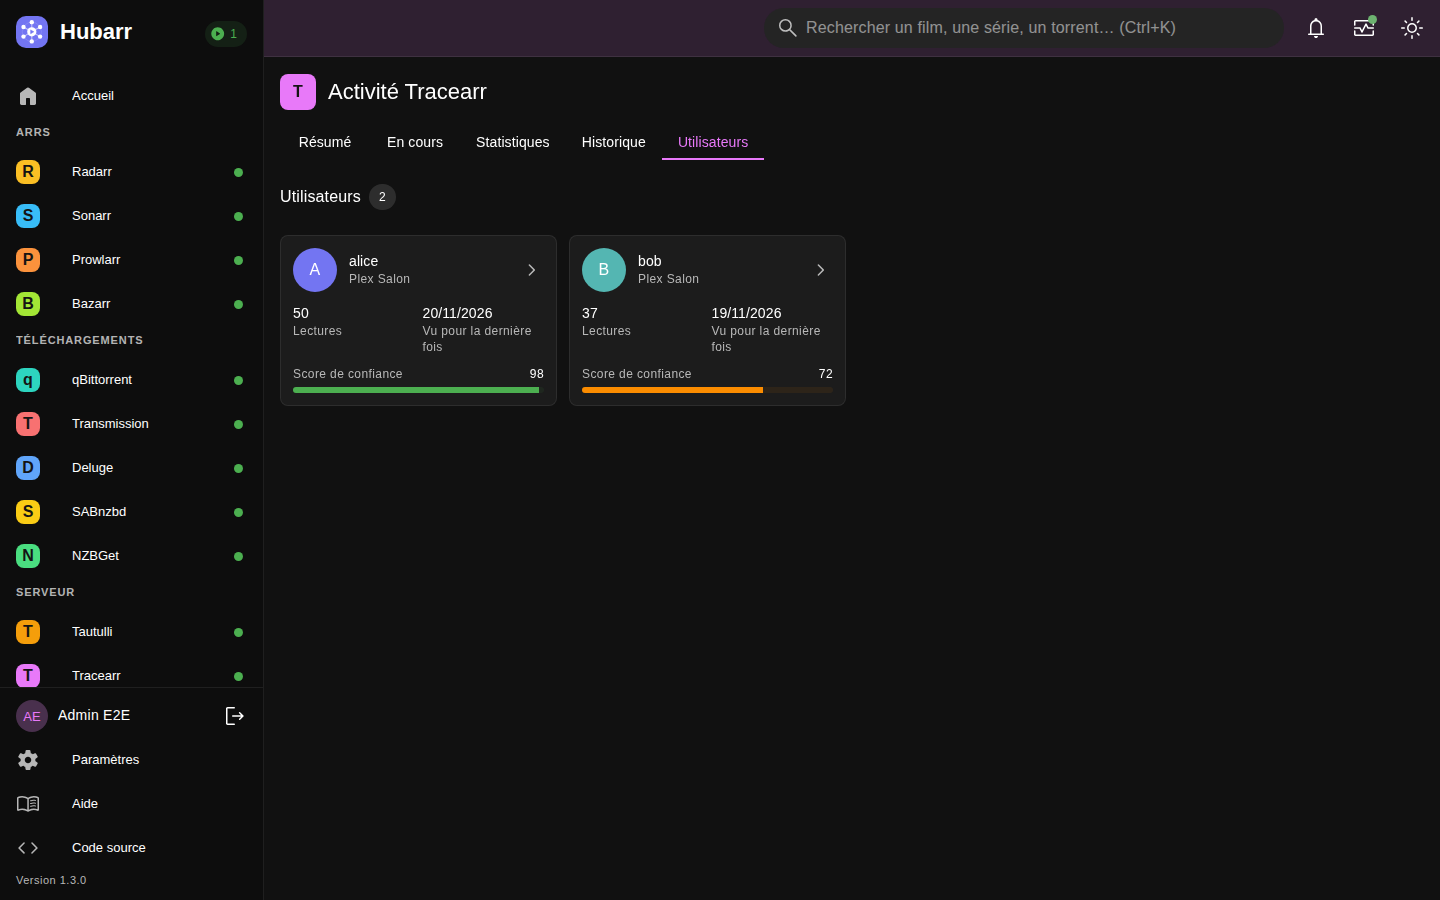 Hubarr
1
Rechercher un film, une série, un torrent… (Ctrl+K)
Accueil
ARRS
R Radarr
S Sonarr
P Prowlarr
B Bazarr
TÉLÉCHARGEMENTS
q qBittorrent
T Transmission
D Deluge
S SABnzbd
N NZBGet
SERVEUR
T Tautulli
T Tracearr
AE Admin E2E
Paramètres
Aide
Code source
Version 1.3.0
T Activité Tracearr
Résumé En cours Statistiques Historique Utilisateurs
Utilisateurs 2
A
alice
Plex Salon
50
Lectures
20/11/2026
Vu pour la dernière
fois
Score de confiance 98
B
bob
Plex Salon
37
Lectures
19/11/2026
Vu pour la dernière
fois
Score de confiance 72